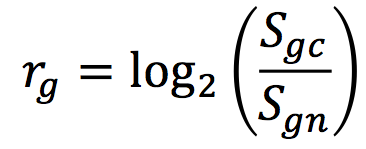 r_g = log_2 (S_gc / S_gn)